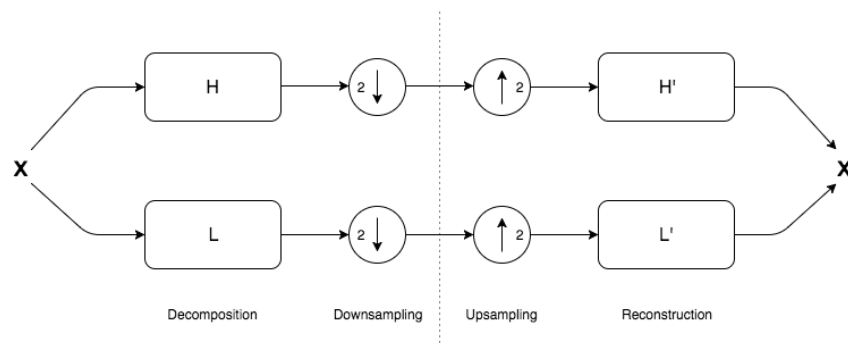 H
2
2
H'
X
X
L
2
2
L'
Decomposition
Downsampling
Upsampling
Reconstruction